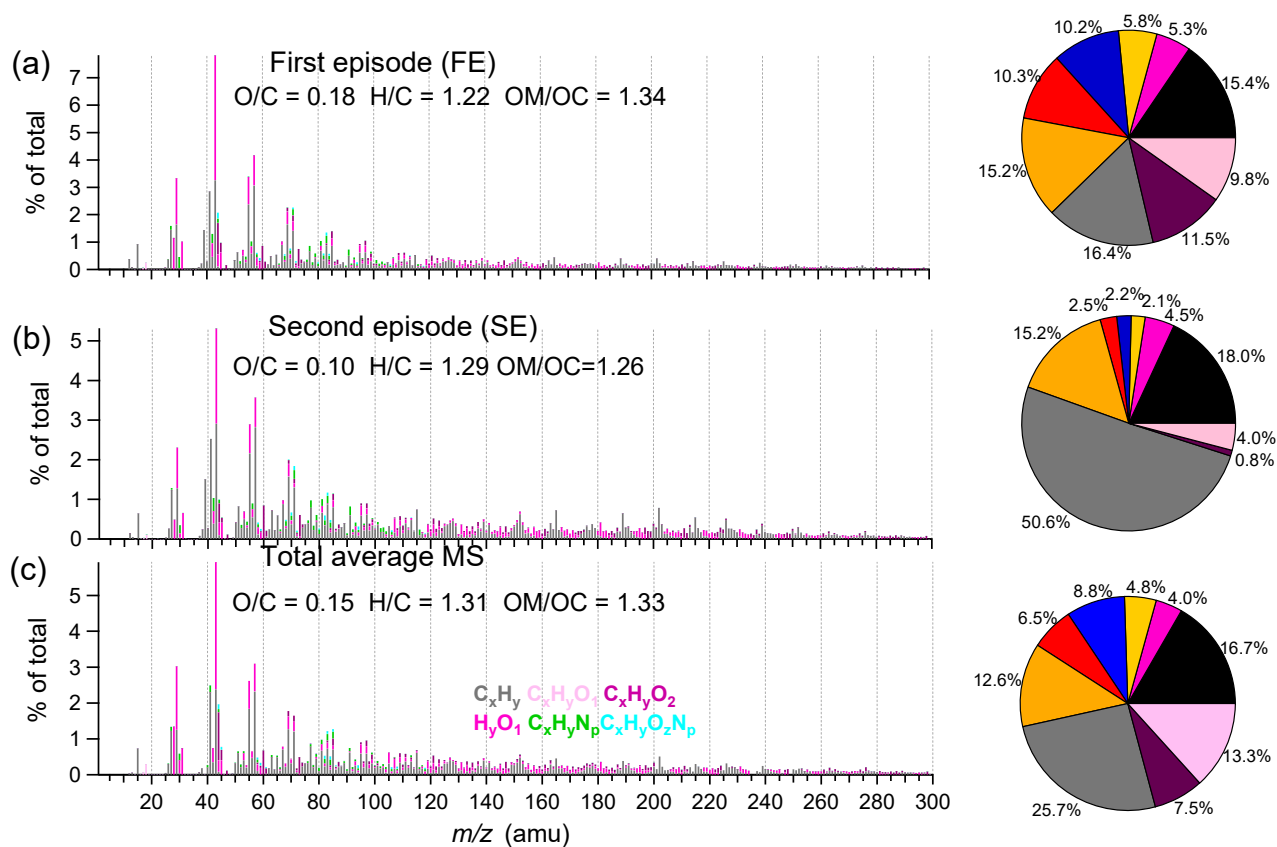 (a)
First episode (FE)
O/C = 0.18 H/C = 1.22 OM/OC = 1.34
% of total
7
6
5
4
3
2
1
0
10.2%
5.8%
5.3%
10.3%
15.4%
15.2%
9.8%
16.4%
11.5%
(b)
Second episode (SE)
O/C = 0.10 H/C = 1.29 OM/OC=1.26
% of total
5
4
3
2
1
0
2.5%
2.2%
2.1%
4.5%
15.2%
18.0%
4.0%
0.8%
50.6%
(c)
Total average MS
O/C = 0.15 H/C = 1.31 OM/OC = 1.33
% of total
5
4
3
2
1
0
CxHy CxHyO1 CxHyO2
HyO1 CxHyNp CxHyOzNp
20 40 60 80 100 120 140 160 180 200 220 240 260 280 300
m/z (amu)
8.8%
4.8%
4.0%
6.5%
16.7%
12.6%
13.3%
25.7%
7.5%